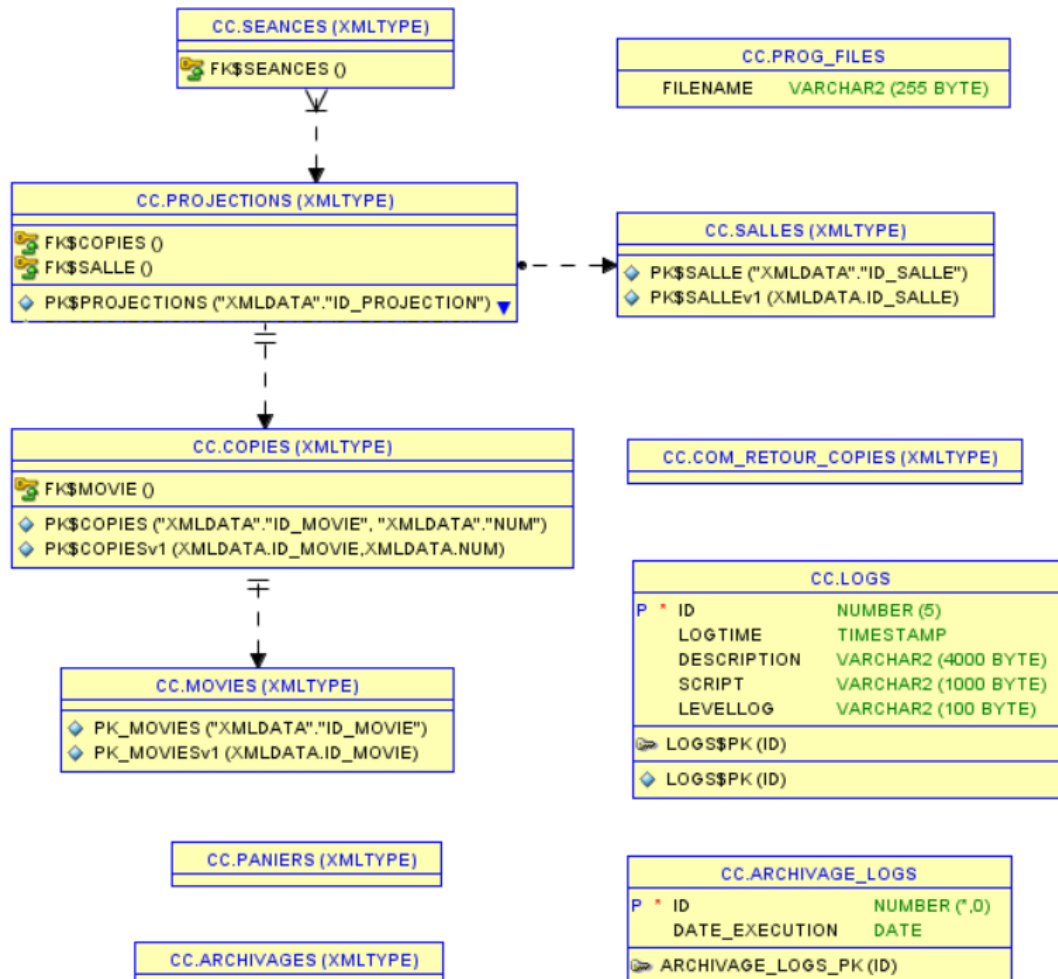 CC.SEANCES (XMLTYPE)
FK$SEANCES ()
CC.PROG_FILES
FILENAME VARCHAR2 (255 BYTE)
CC.PROJECTIONS (XMLTYPE)
FK$COPIES ()
FK$SALLE ()
PK$PROJECTIONS ("XMLDATA"."ID_PROJECTION")
CC.SALLES (XMLTYPE)
PK$SALLE ("XMLDATA"."ID_SALLE")
PK$SALLEv1 (XMLDATA.ID_SALLE)
CC.COPIES (XMLTYPE)
FK$MOVIE ()
PK$COPIES ("XMLDATA"."ID_MOVIE", "XMLDATA"."NUM")
PK$COPIESv1 (XMLDATA.ID_MOVIE,XMLDATA.NUM)
CC.COM_RETOUR_COPIES (XMLTYPE)
CC.LOGS
P * ID NUMBER (5)
LOGTIME TIMESTAMP
DESCRIPTION VARCHAR2 (4000 BYTE)
SCRIPT VARCHAR2 (1000 BYTE)
LEVELLOG VARCHAR2 (100 BYTE)
LOGS$PK (ID)
LOGS$PK (ID)
CC.MOVIES (XMLTYPE)
PK_MOVIES ("XMLDATA"."ID_MOVIE")
PK_MOVIESv1 (XMLDATA.ID_MOVIE)
CC.PANIERS (XMLTYPE)
CC.ARCHIVAGE_LOGS
P * ID NUMBER (*,0)
DATE_EXECUTION DATE
ARCHIVAGE_LOGS_PK (ID)
CC.ARCHIVAGES (XMLTYPE)